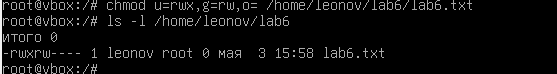 root@vbox:/# chmod u=rwx,g=rw,o= /home/leonov/lab6/lab6.txt
root@vbox:/# ls -l /home/leonov/lab6
итого 0
-rwxrw---- 1 leonov root 0 мая  3 15:58 lab6.txt
root@vbox:/#